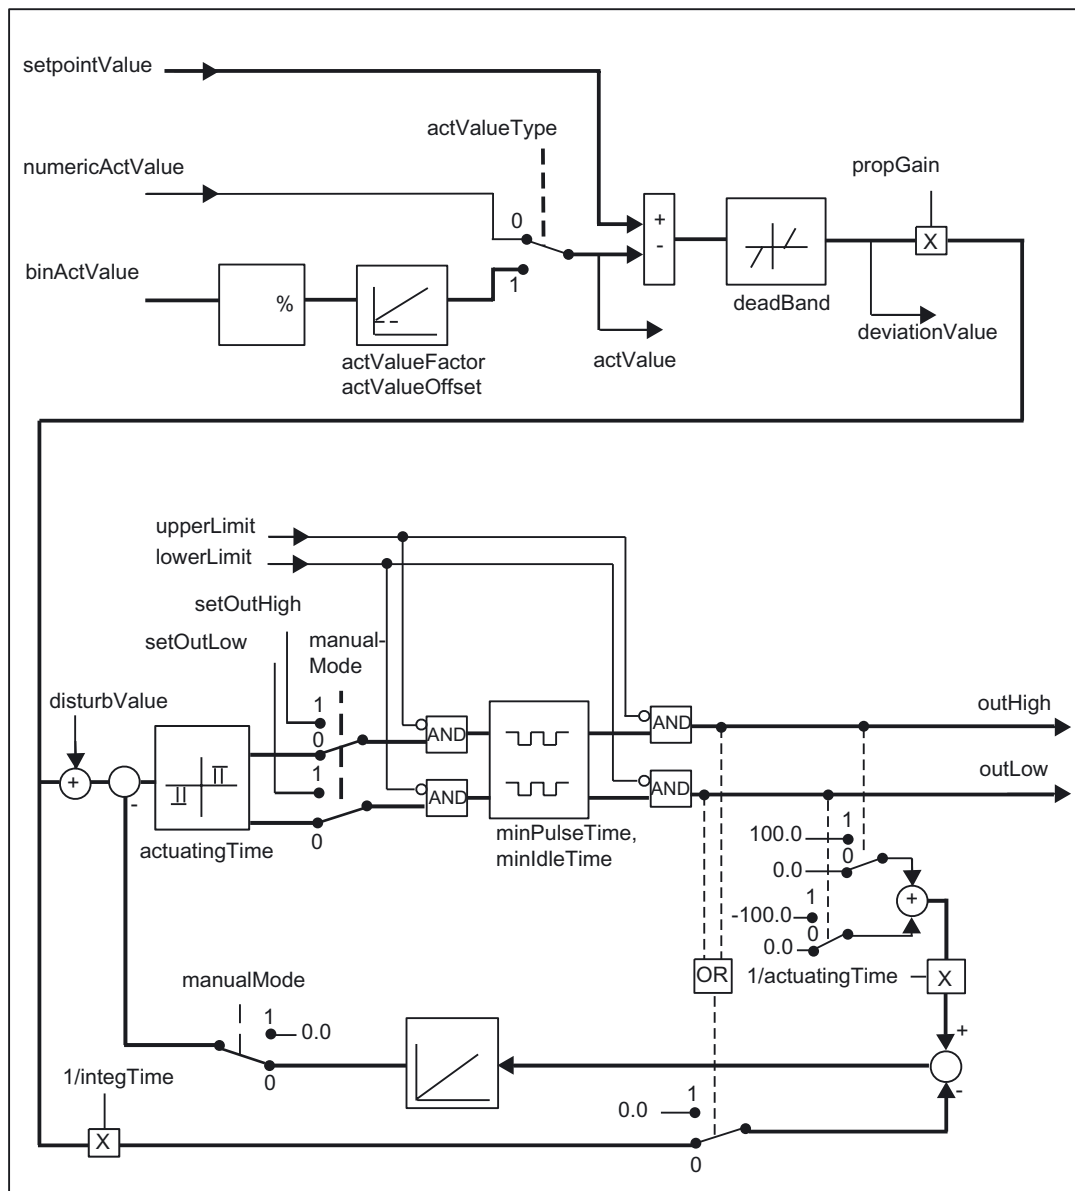 setpointValue
actValueType
numericActValue
propGain
0
+
-
X
binActValue
1
%
deadBand
deviationValue
actValue
actValueFactor
actValueOffset
upperLimit
lowerLimit
setOutHigh
setOutLow
manual-
Mode
disturbValue
1
0
AND
AND
outHigh
1
+
-
AND
AND
outLow
0
actuatingTime
minPulseTime,
minIdleTime
1
100.0
0
0.0
1
-100.0
0
0.0
+
OR
1/actuatingTime
X
manualMode
1
0.0
0
+
-
1/integTime
1
0.0
X
0